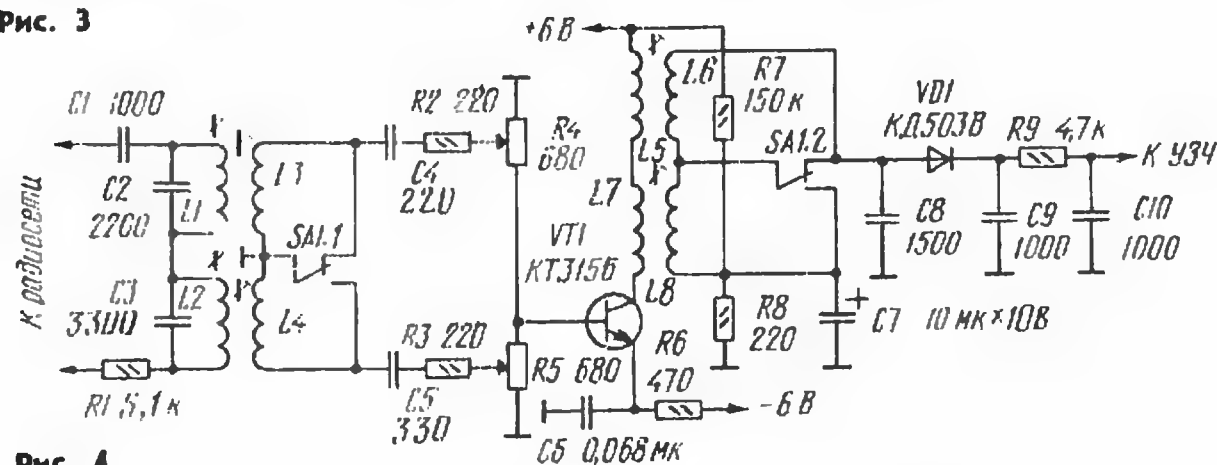 Рис. 3
+6 В
C1 1000
C2
2200
L1
C3
3300
L2
К радиосети
R1 5,1 к
L3
L4
SA1.1
R2 220
C4
220
R3 220
C5
330
R4
680
R5 680
VT1
КТ315Б
C6 0,068 мк
R6
470
-6 В
L6
L5
L7
L8
R7
150 к
R8
220
SA1.2
C7 10 мк×10В
C8
1500
VD1
КД503В
C9
1000
R9 4,7 к
C10
1000
К УЗЧ
Рис. 4